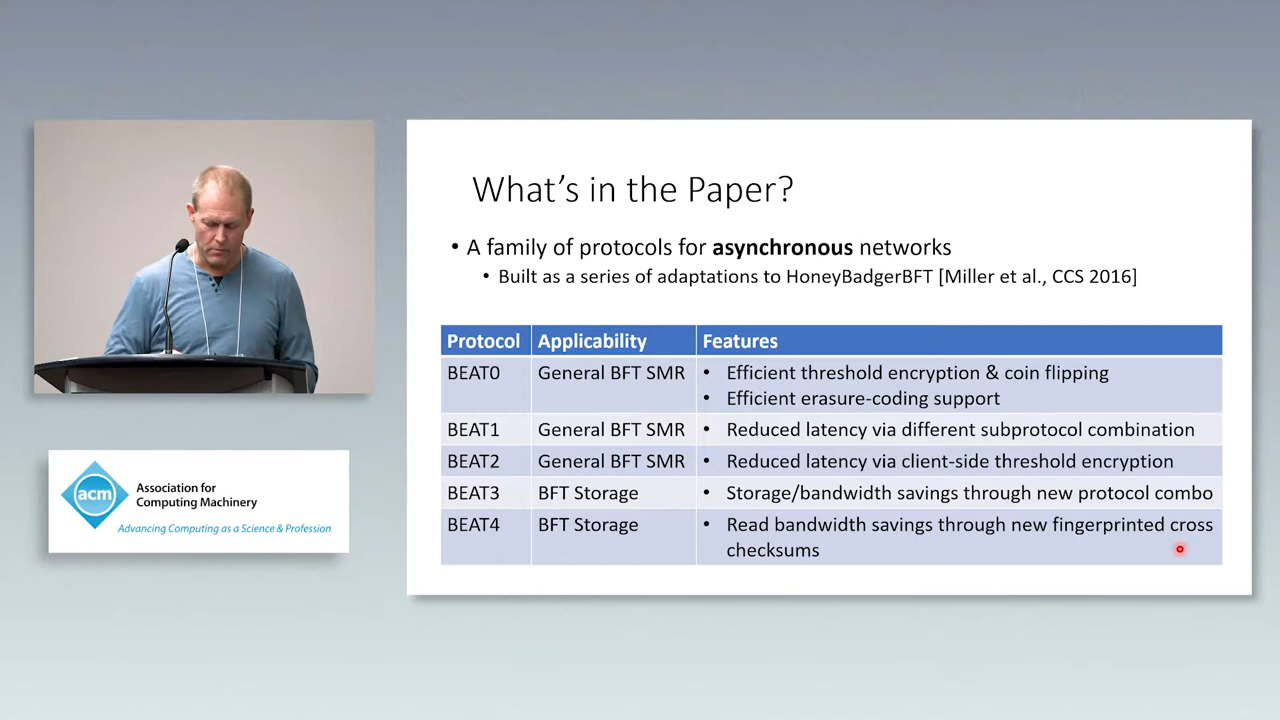 What's in the Paper?
• A family of protocols for asynchronous networks
• Built as a series of adaptations to HoneyBadgerBFT [Miller et al., CCS 2016]
Protocol Applicability Features
BEAT0 General BFT SMR • Efficient threshold encryption & coin flipping
• Efficient erasure-coding support
BEAT1 General BFT SMR • Reduced latency via different subprotocol combination
BEAT2 General BFT SMR • Reduced latency via client-side threshold encryption
BEAT3 BFT Storage • Storage/bandwidth savings through new protocol combo
BEAT4 BFT Storage • Read bandwidth savings through new fingerprinted cross
checksums
acm
Association for
Computing Machinery
Advancing Computing as a Science & Profession